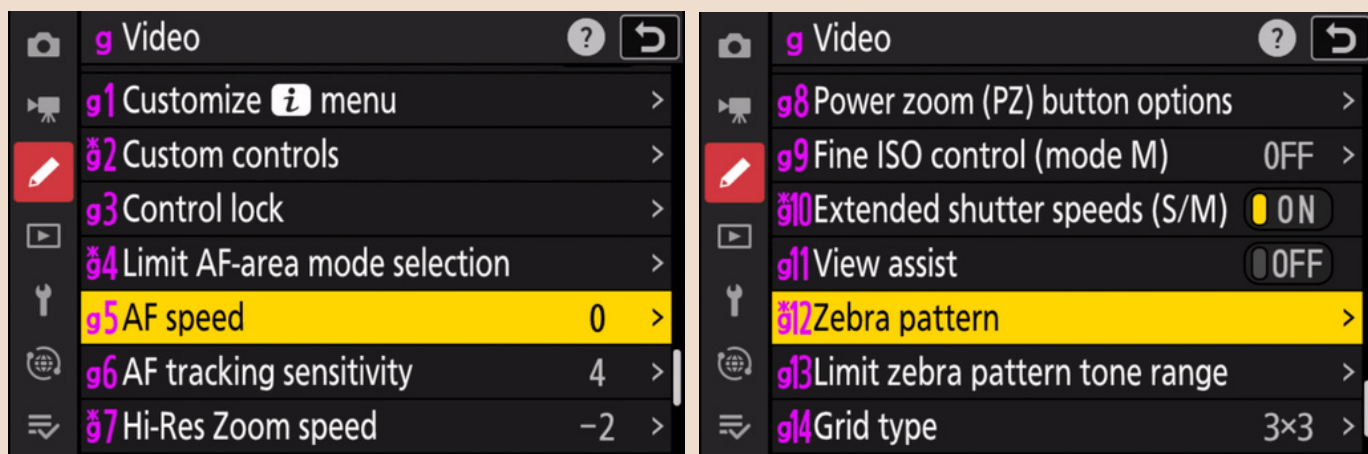 g Video ?
g1 Customize i menu >
*g2 Custom controls >
g3 Control lock >
*g4 Limit AF-area mode selection >
g5 AF speed 0 >
g6 AF tracking sensitivity 4 >
*g7 Hi-Res Zoom speed −2 >
g Video ?
g8 Power zoom (PZ) button options >
g9 Fine ISO control (mode M) OFF >
*g10 Extended shutter speeds (S/M) ON
g11 View assist OFF
*g12 Zebra pattern >
g13 Limit zebra pattern tone range >
g14 Grid type 3×3 >